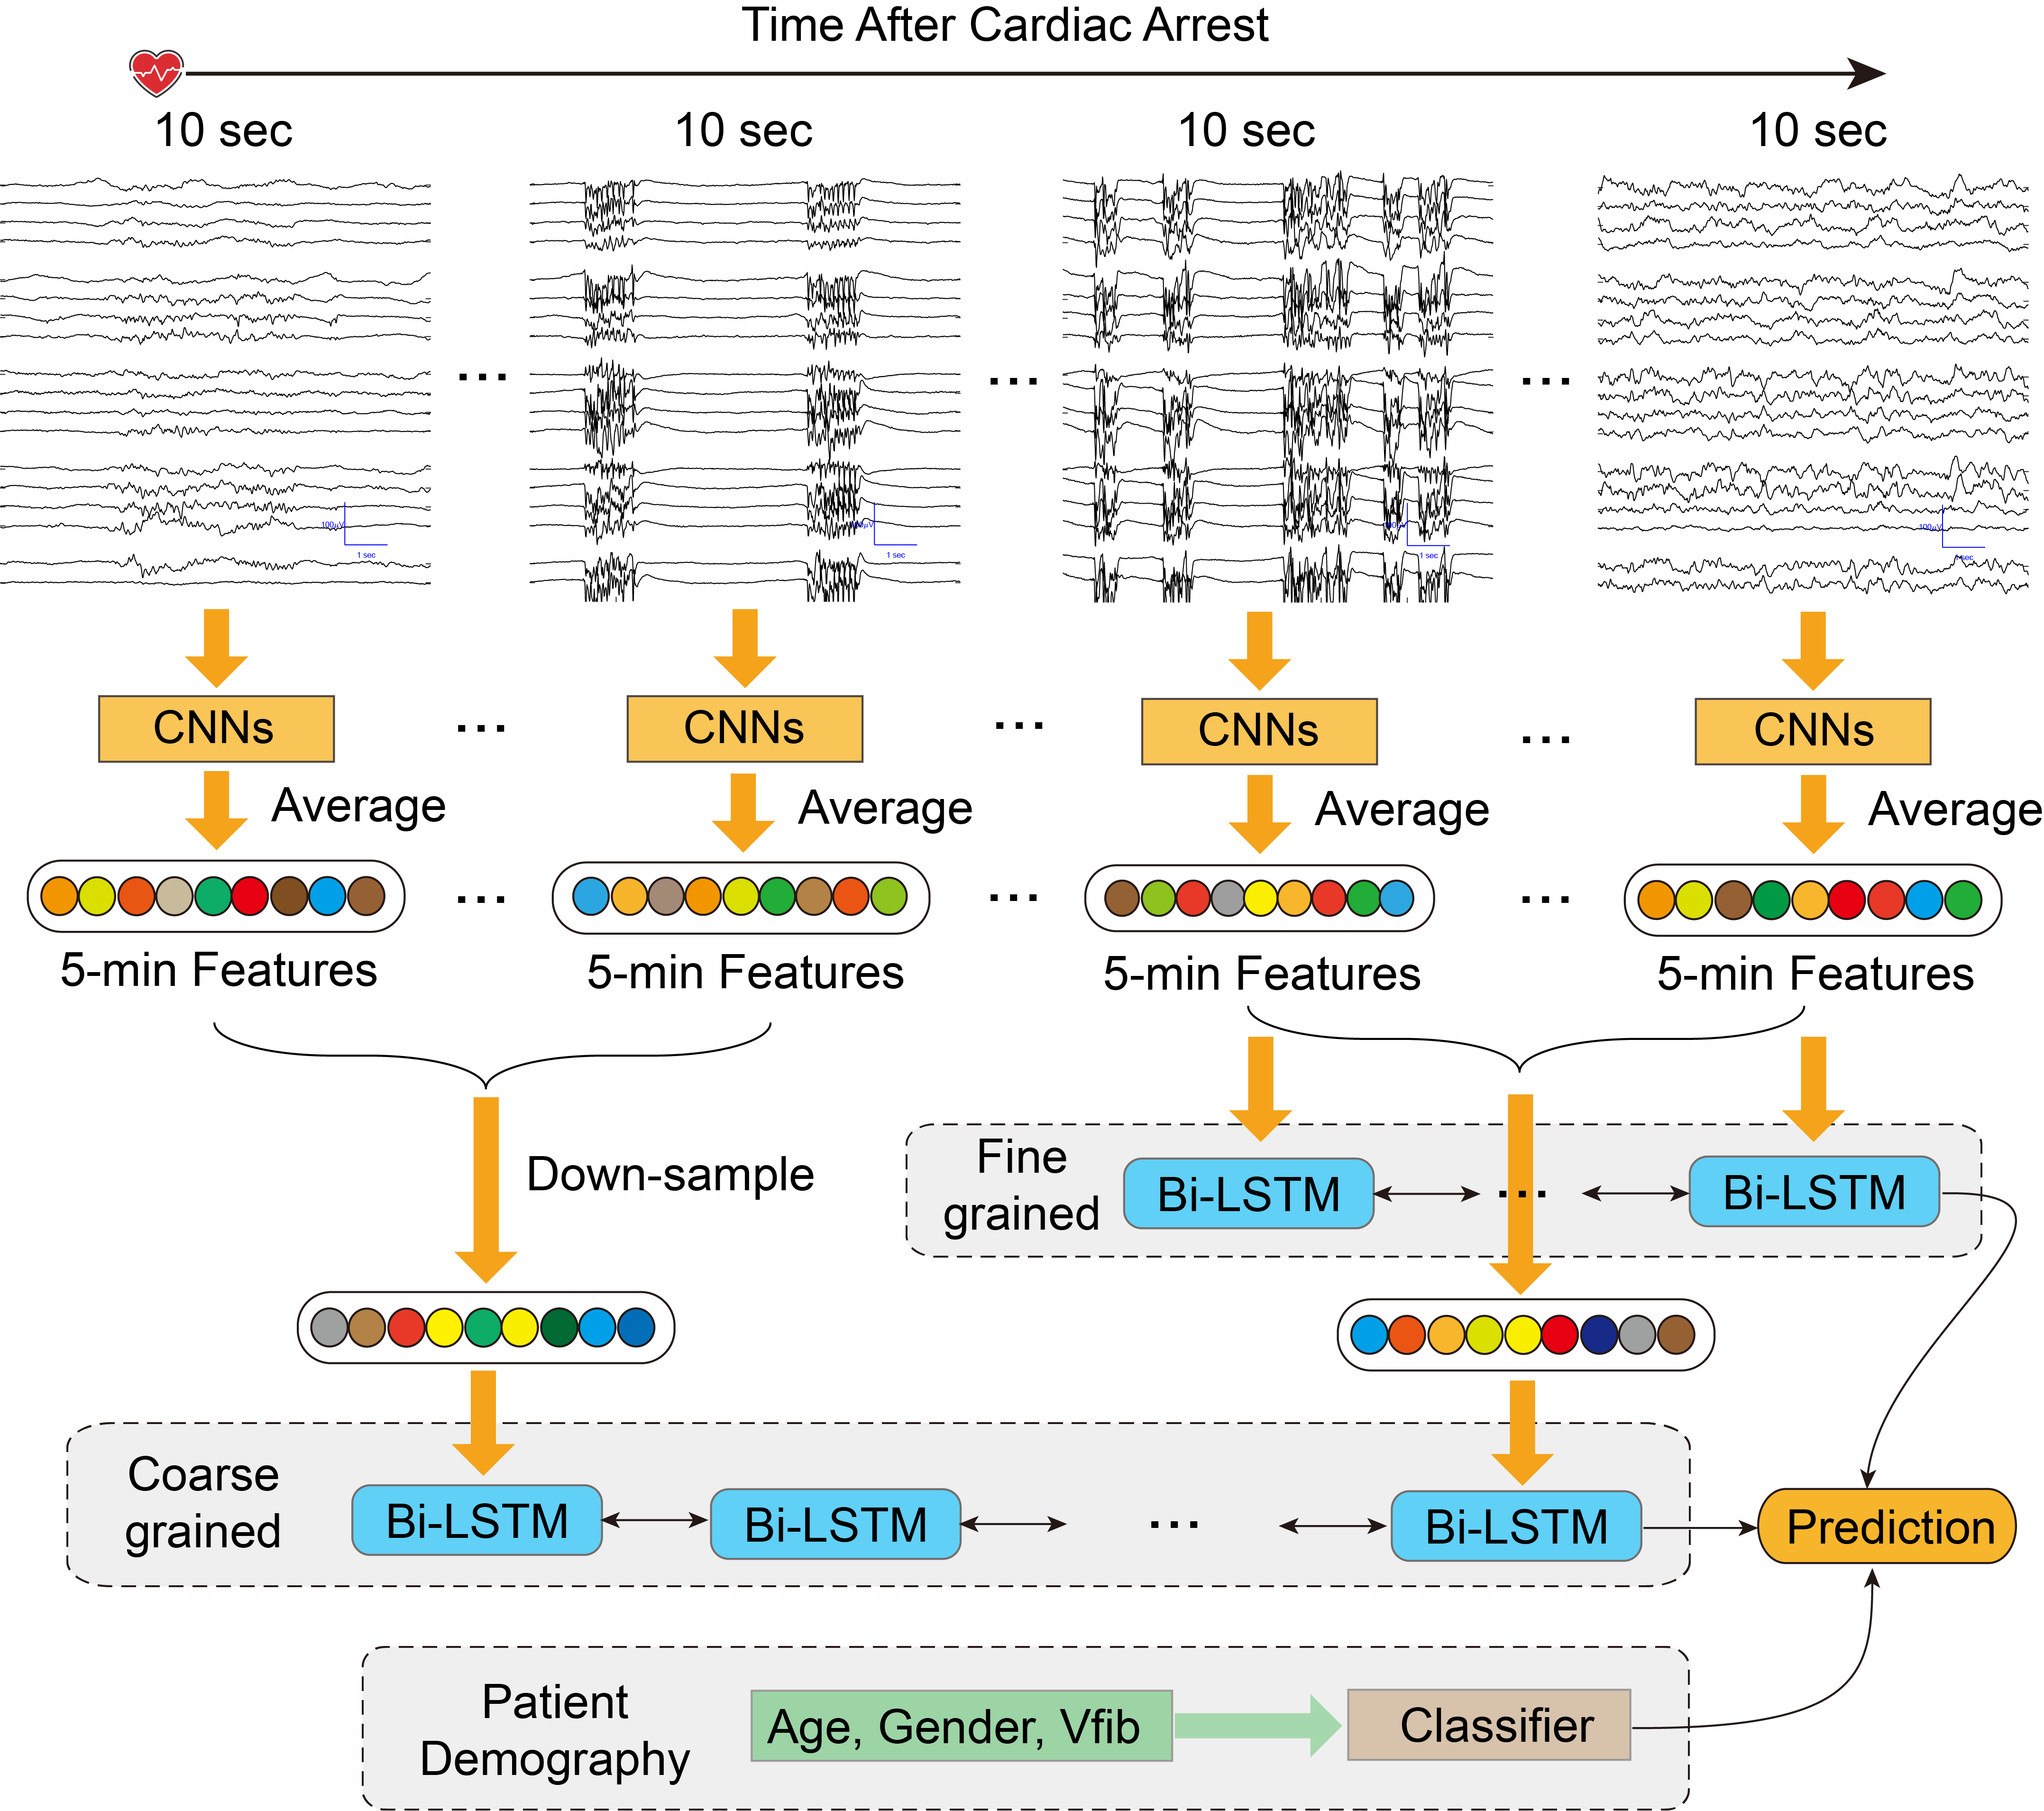 Time After Cardiac Arrest
10 sec
10 sec
10 sec
10 sec
...
...
...
100μV
1 sec
100μV
1 sec
100μV
1 sec
100μV
1 sec
CNNs
...
CNNs
...
CNNs
...
CNNs
Average
Average
Average
Average
...
...
...
5-min Features
5-min Features
5-min Features
5-min Features
Down-sample
Fine
grained
Bi-LSTM
...
Bi-LSTM
Coarse
grained
Bi-LSTM
Bi-LSTM
...
Bi-LSTM
Prediction
Patient
Demography
Age, Gender, Vfib
Classifier